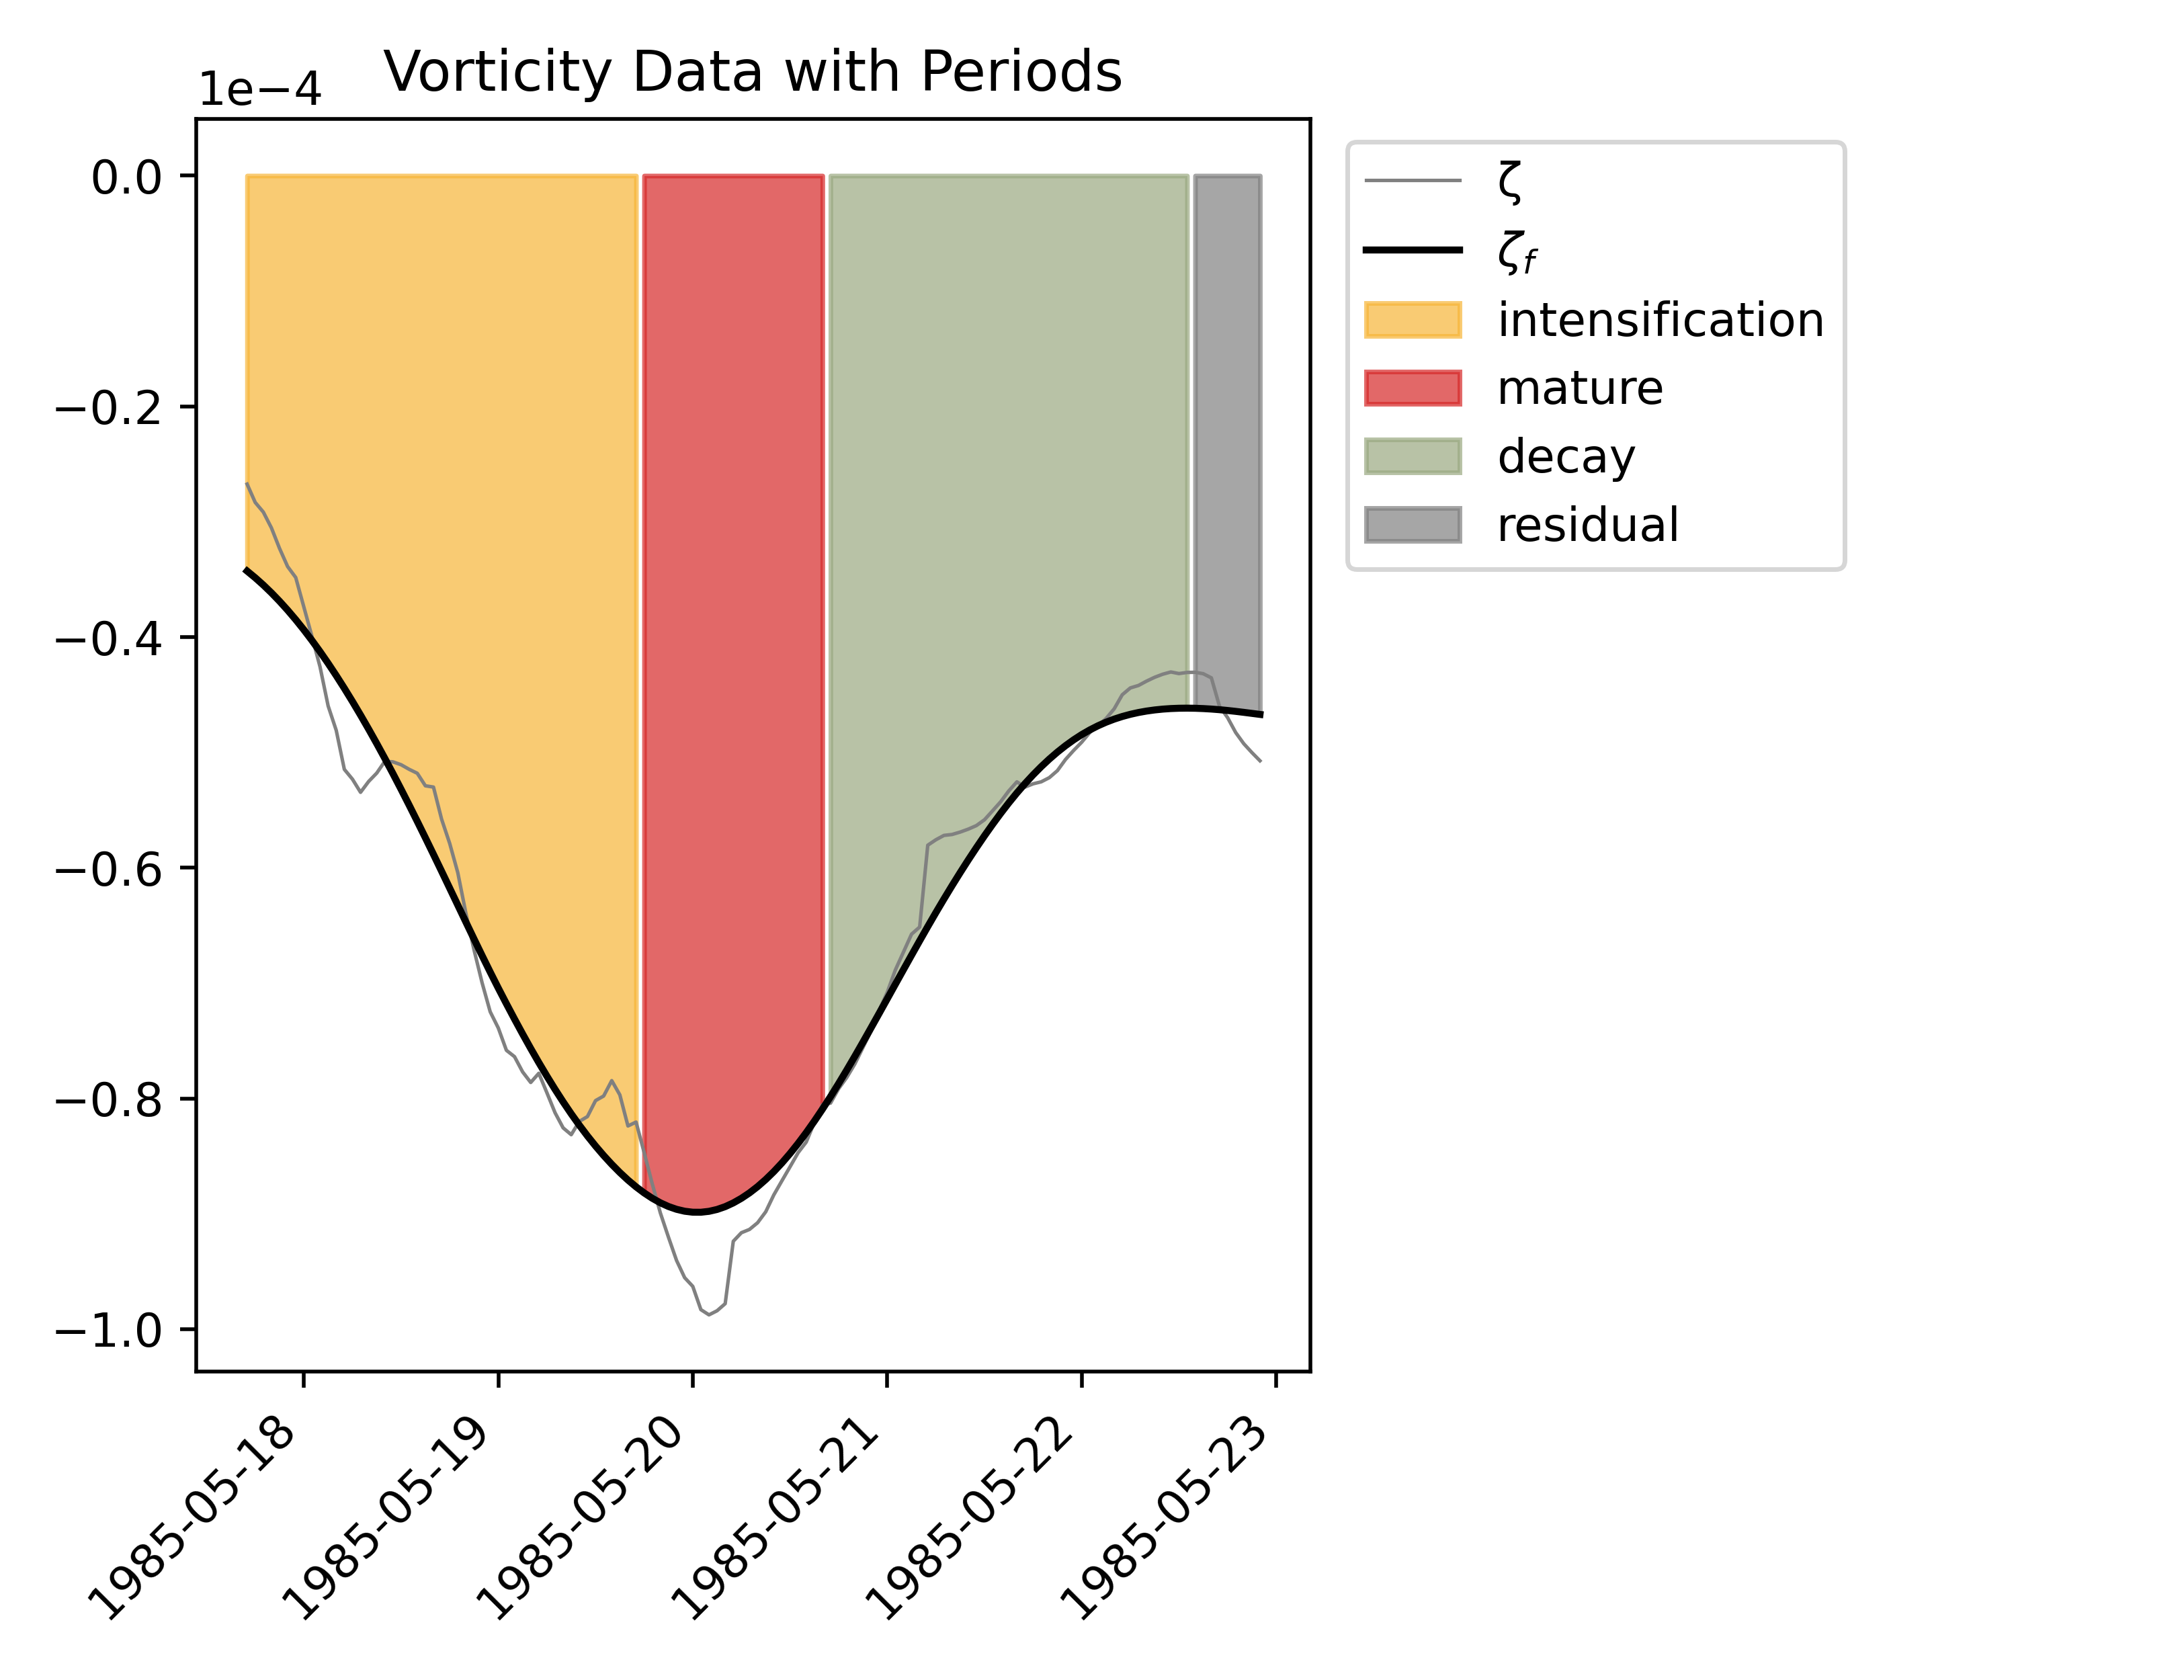 Vorticity Data with Periods
1e−4
0.0
−0.2
−0.4
−0.6
−0.8
−1.0
1985-05-18
1985-05-19
1985-05-20
1985-05-21
1985-05-22
1985-05-23
ζ
ζf
intensification
mature
decay
residual